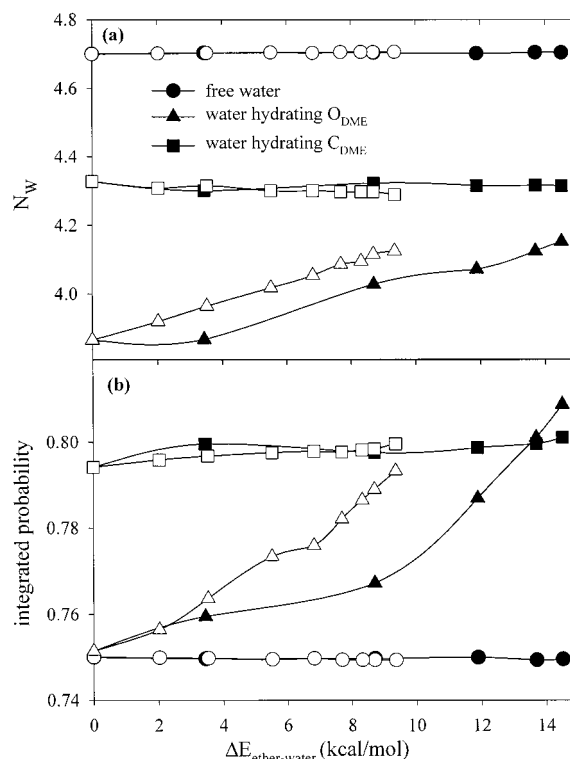 4.8
(a)
4.6
free water
water hydrating O_DME
4.4
water hydrating C_DME
N_W
4.2
4.0
(b)
0.80
integrated probability
0.78
0.76
0.74
0 2 4 6 8 10 12 14
ΔE_ether-water (kcal/mol)